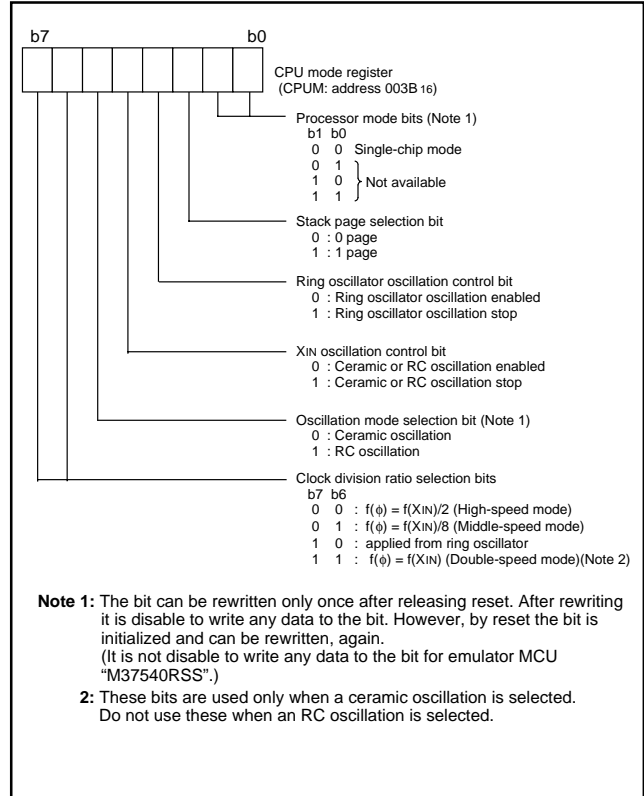 b7 b0
CPU mode register
(CPUM: address 003B16)
Processor mode bits (Note 1)
b1 b0
0 0 Single-chip mode
0 1
1 0 Not available
1 1
Stack page selection bit
0 : 0 page
1 : 1 page
Ring oscillator oscillation control bit
0 : Ring oscillator oscillation enabled
1 : Ring oscillator oscillation stop
XIN oscillation control bit
0 : Ceramic or RC oscillation enabled
1 : Ceramic or RC oscillation stop
Oscillation mode selection bit (Note 1)
0 : Ceramic oscillation
1 : RC oscillation
Clock division ratio selection bits
b7 b6
0 0 : f(φ) = f(XIN)/2 (High-speed mode)
0 1 : f(φ) = f(XIN)/8 (Middle-speed mode)
1 0 : applied from ring oscillator
1 1 : f(φ) = f(XIN) (Double-speed mode)(Note 2)
Note 1: The bit can be rewritten only once after releasing reset. After rewriting
it is disable to write any data to the bit. However, by reset the bit is
initialized and can be rewritten, again.
(It is not disable to write any data to the bit for emulator MCU
“M37540RSS”.)
2: These bits are used only when a ceramic oscillation is selected.
Do not use these when an RC oscillation is selected.